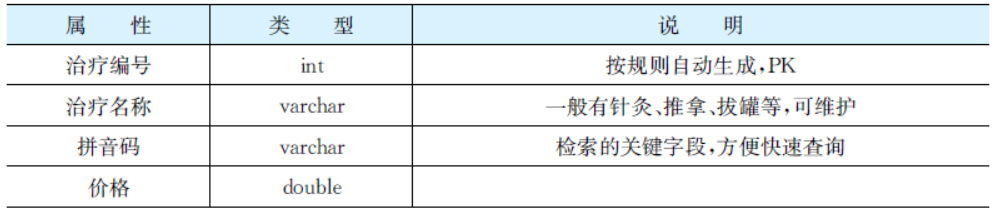 属 性 类 型 说 明
治疗编号 int 按规则自动生成,PK
治疗名称 varchar 一般有针灸、推拿、拔罐等,可维护
拼音码 varchar 检索的关键字段,方便快速查询
价格 double